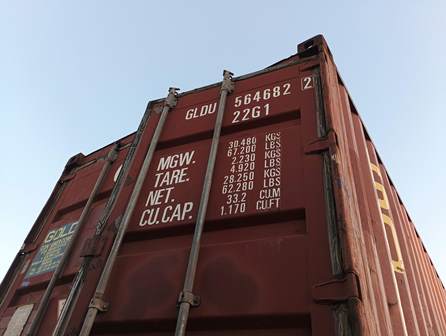 GLDU 564682 2
22G1
MGW. 30.480 KGS
67.200 LBS
TARE. 2.230 KGS
4.920 LBS
NET. 28.250 KGS
62.280 LBS
CU.CAP. 33.2 CU.M
1.170 CU.FT
GOLD